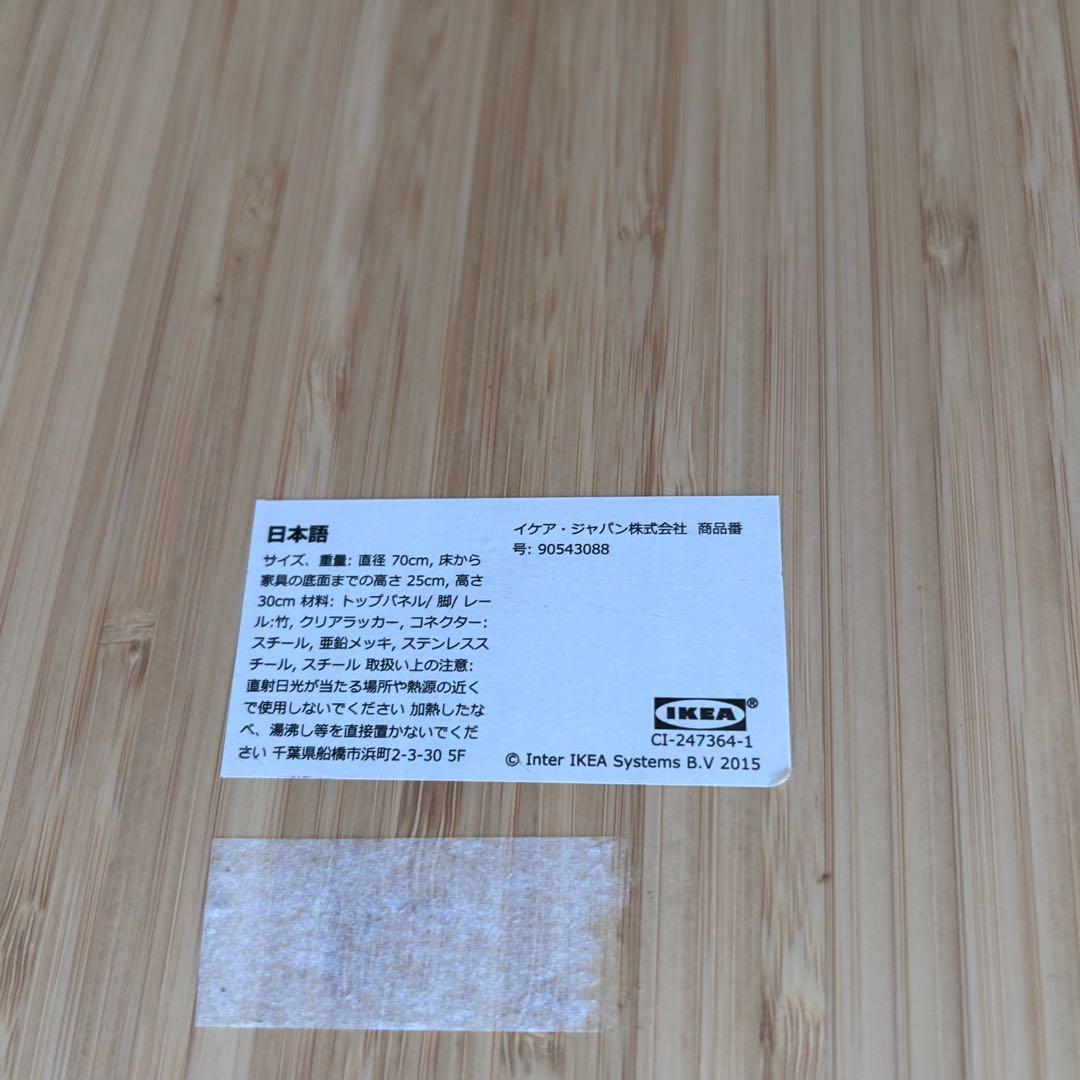 日本語
サイズ、重量: 直径 70cm, 床から
家具の底面までの高さ 25cm, 高さ
30cm 材料: トップパネル/ 脚/ レー
ル:竹, クリアラッカー, コネクター:
スチール, 亜鉛メッキ, ステンレスス
チール, スチール 取扱い上の注意:
直射日光が当たる場所や熱源の近く
で使用しないでください 加熱したな
べ、湯沸し等を直接置かないでくだ
さい 千葉県船橋市浜町2-3-30 5F
イケア・ジャパン株式会社 商品番
号: 90543088
IKEA®
CI-247364-1
© Inter IKEA Systems B.V 2015